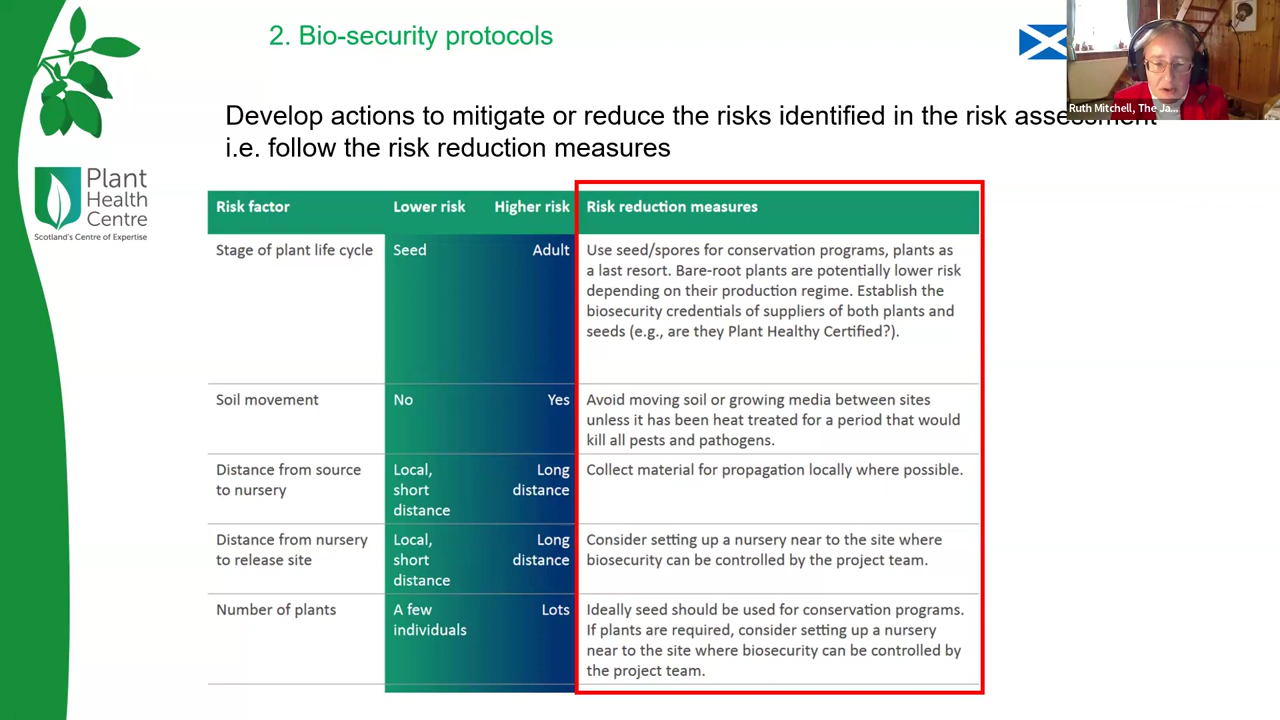 2. Bio-security protocols
Ruth Mitchell, The Ja...
Develop actions to mitigate or reduce the risks identified in the risk assessment
i.e. follow the risk reduction measures
Plant
Health
Centre
Scotland's Centre of Expertise
Risk factor Lower risk Higher risk Risk reduction measures
Stage of plant life cycle Seed Adult Use seed/spores for conservation programs, plants as
a last resort. Bare-root plants are potentially lower risk
depending on their production regime. Establish the
biosecurity credentials of suppliers of both plants and
seeds (e.g., are they Plant Healthy Certified?).
Soil movement No Yes Avoid moving soil or growing media between sites
unless it has been heat treated for a period that would
kill all pests and pathogens.
Distance from source Local, Long Collect material for propagation locally where possible.
to nursery short distance
distance
Distance from nursery Local, Long Consider setting up a nursery near to the site where
to release site short distance biosecurity can be controlled by the project team.
distance
Number of plants A few Lots Ideally seed should be used for conservation programs.
individuals If plants are required, consider setting up a nursery
near to the site where biosecurity can be controlled by
the project team.